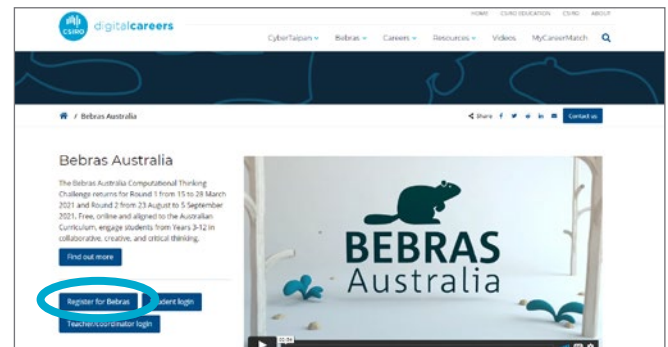 HOME CSIRO EDUCATION CSIRO ABOUT
CSIRO
digitalcareers
CyberTaipan Bebras Careers Resources Videos MyCareerMatch
/ Bebras Australia
Share
Contact us
Bebras Australia
The Bebras Australia Computational Thinking
Challenge returns for Round 1 from 15 to 28 March
2021 and Round 2 from 23 August to 5 September
2021. Free, online and aligned to the Australian
Curriculum, engage students from Years 3-12 in
collaborative, creative, and critical thinking.
Find out more
Register for Bebras
Student login
Teacher/coordinator login
BEBRAS
Australia